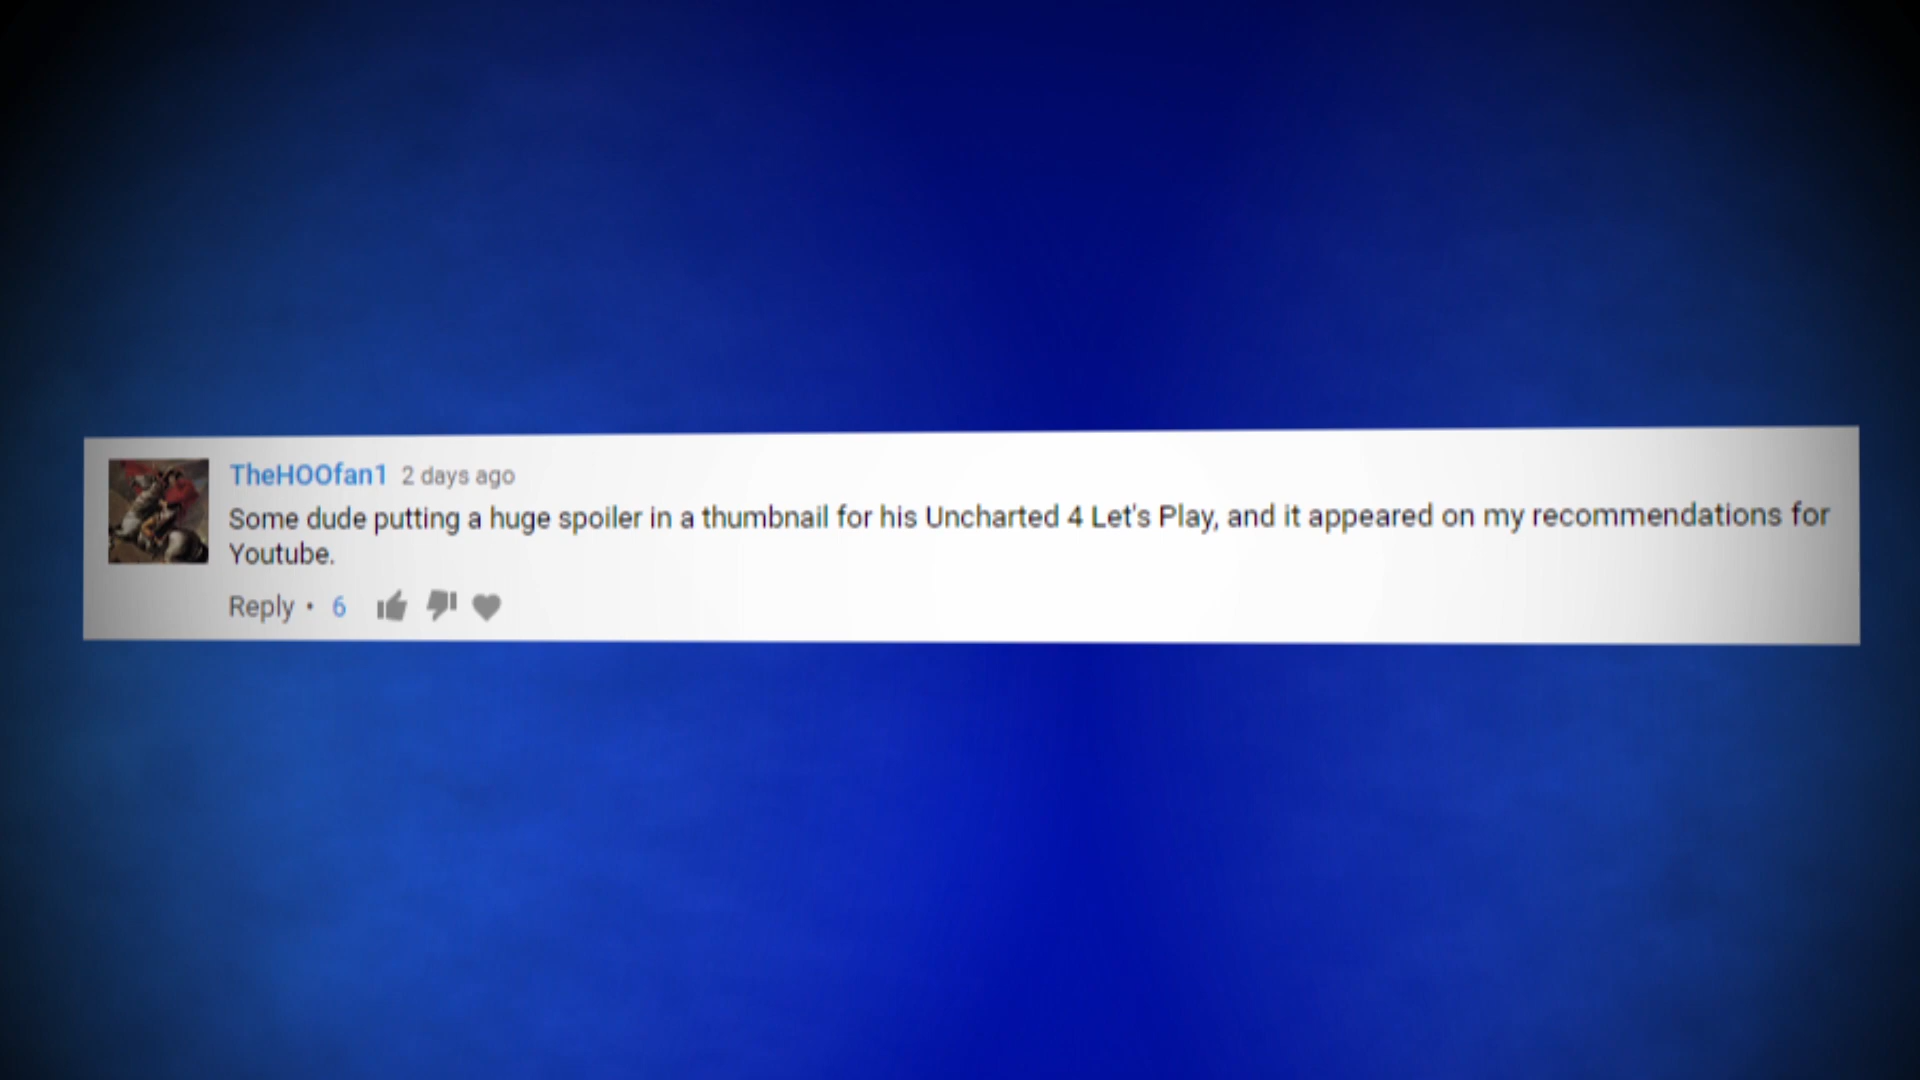 TheHOOfan1 2 days ago
Some dude putting a huge spoiler in a thumbnail for his Uncharted 4 Let's Play, and it appeared on my recommendations for
Youtube.
Reply • 6